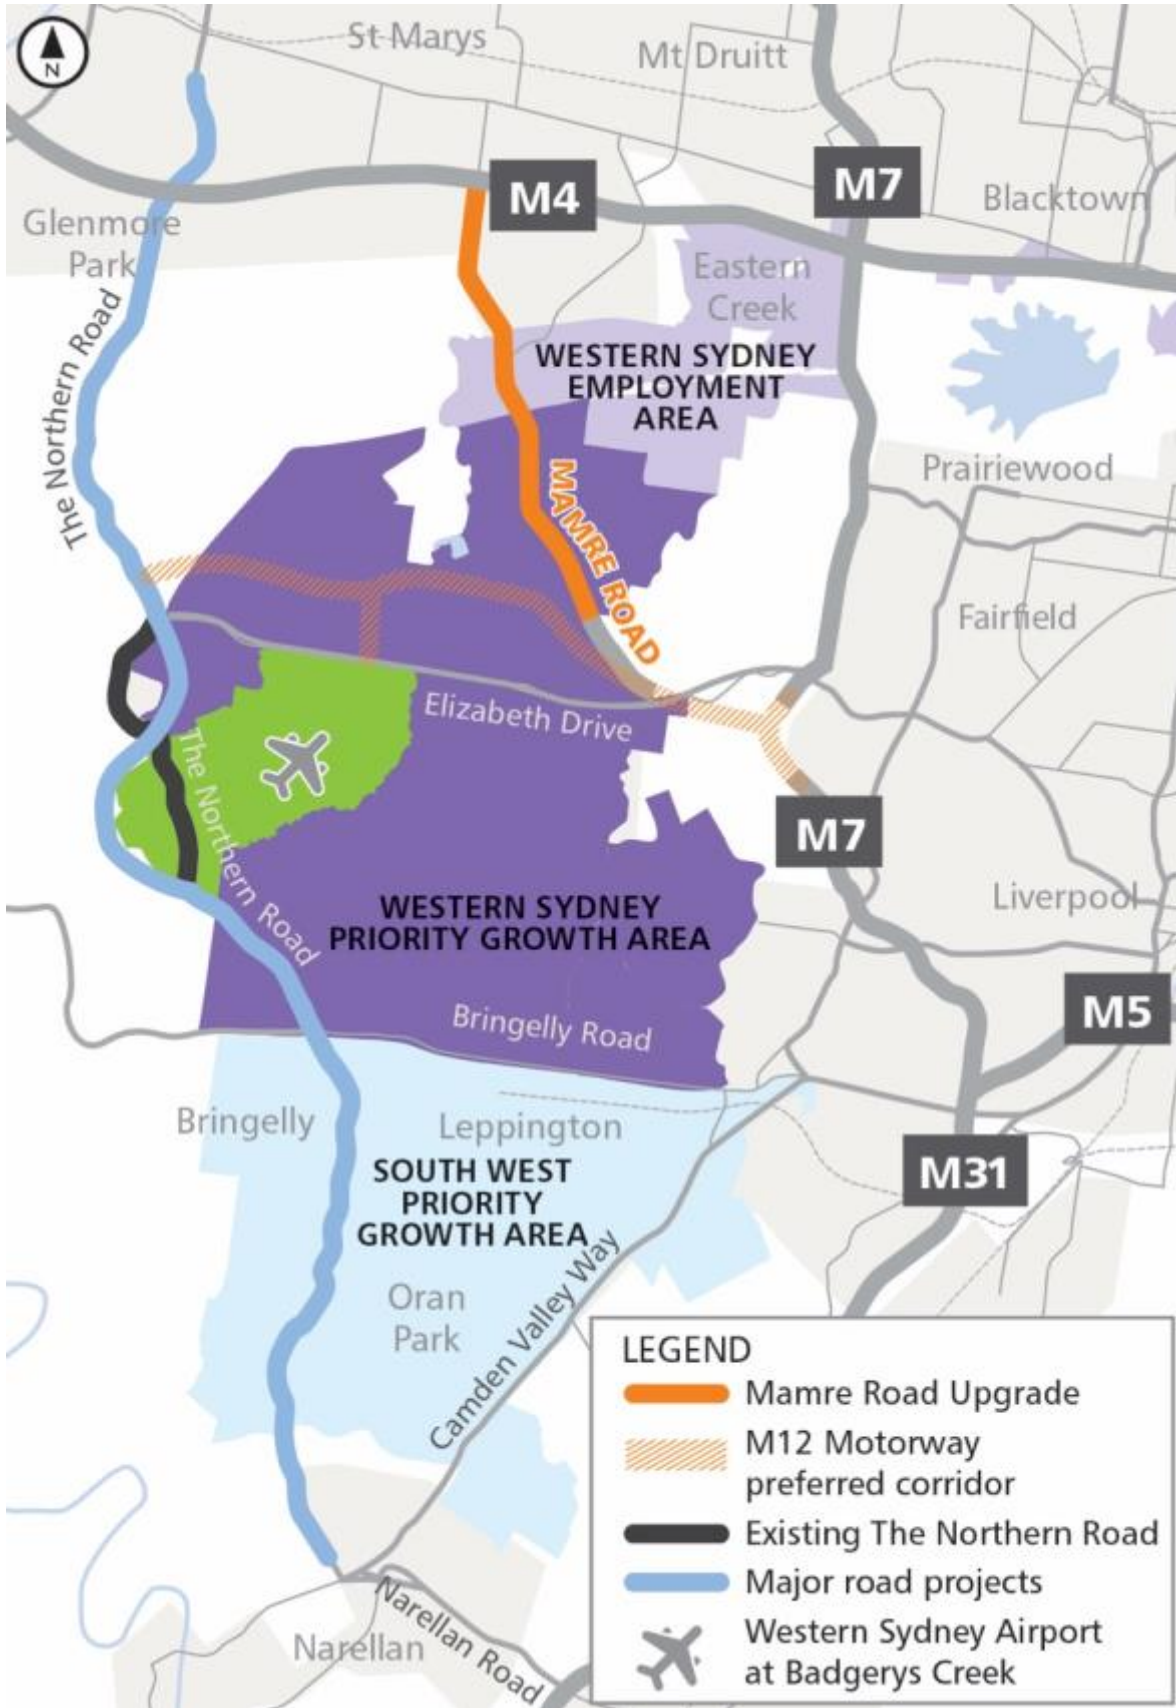 N
St Marys
Mt Druitt
M4
M7
Blacktown
Glenmore
Park
Eastern
Creek
The Northern Road
WESTERN SYDNEY
EMPLOYMENT
AREA
Prairiewood
MAMRE ROAD
Fairfield
Elizabeth Drive
The Northern Road
M7
Liverpool
WESTERN SYDNEY
PRIORITY GROWTH AREA
M5
Bringelly Road
Bringelly
Leppington
M31
SOUTH WEST
PRIORITY
GROWTH AREA
Oran
Park
Camden Valley Way
Narellan
Narellan Road
LEGEND
Mamre Road Upgrade
M12 Motorway
preferred corridor
Existing The Northern Road
Major road projects
Western Sydney Airport
at Badgerys Creek